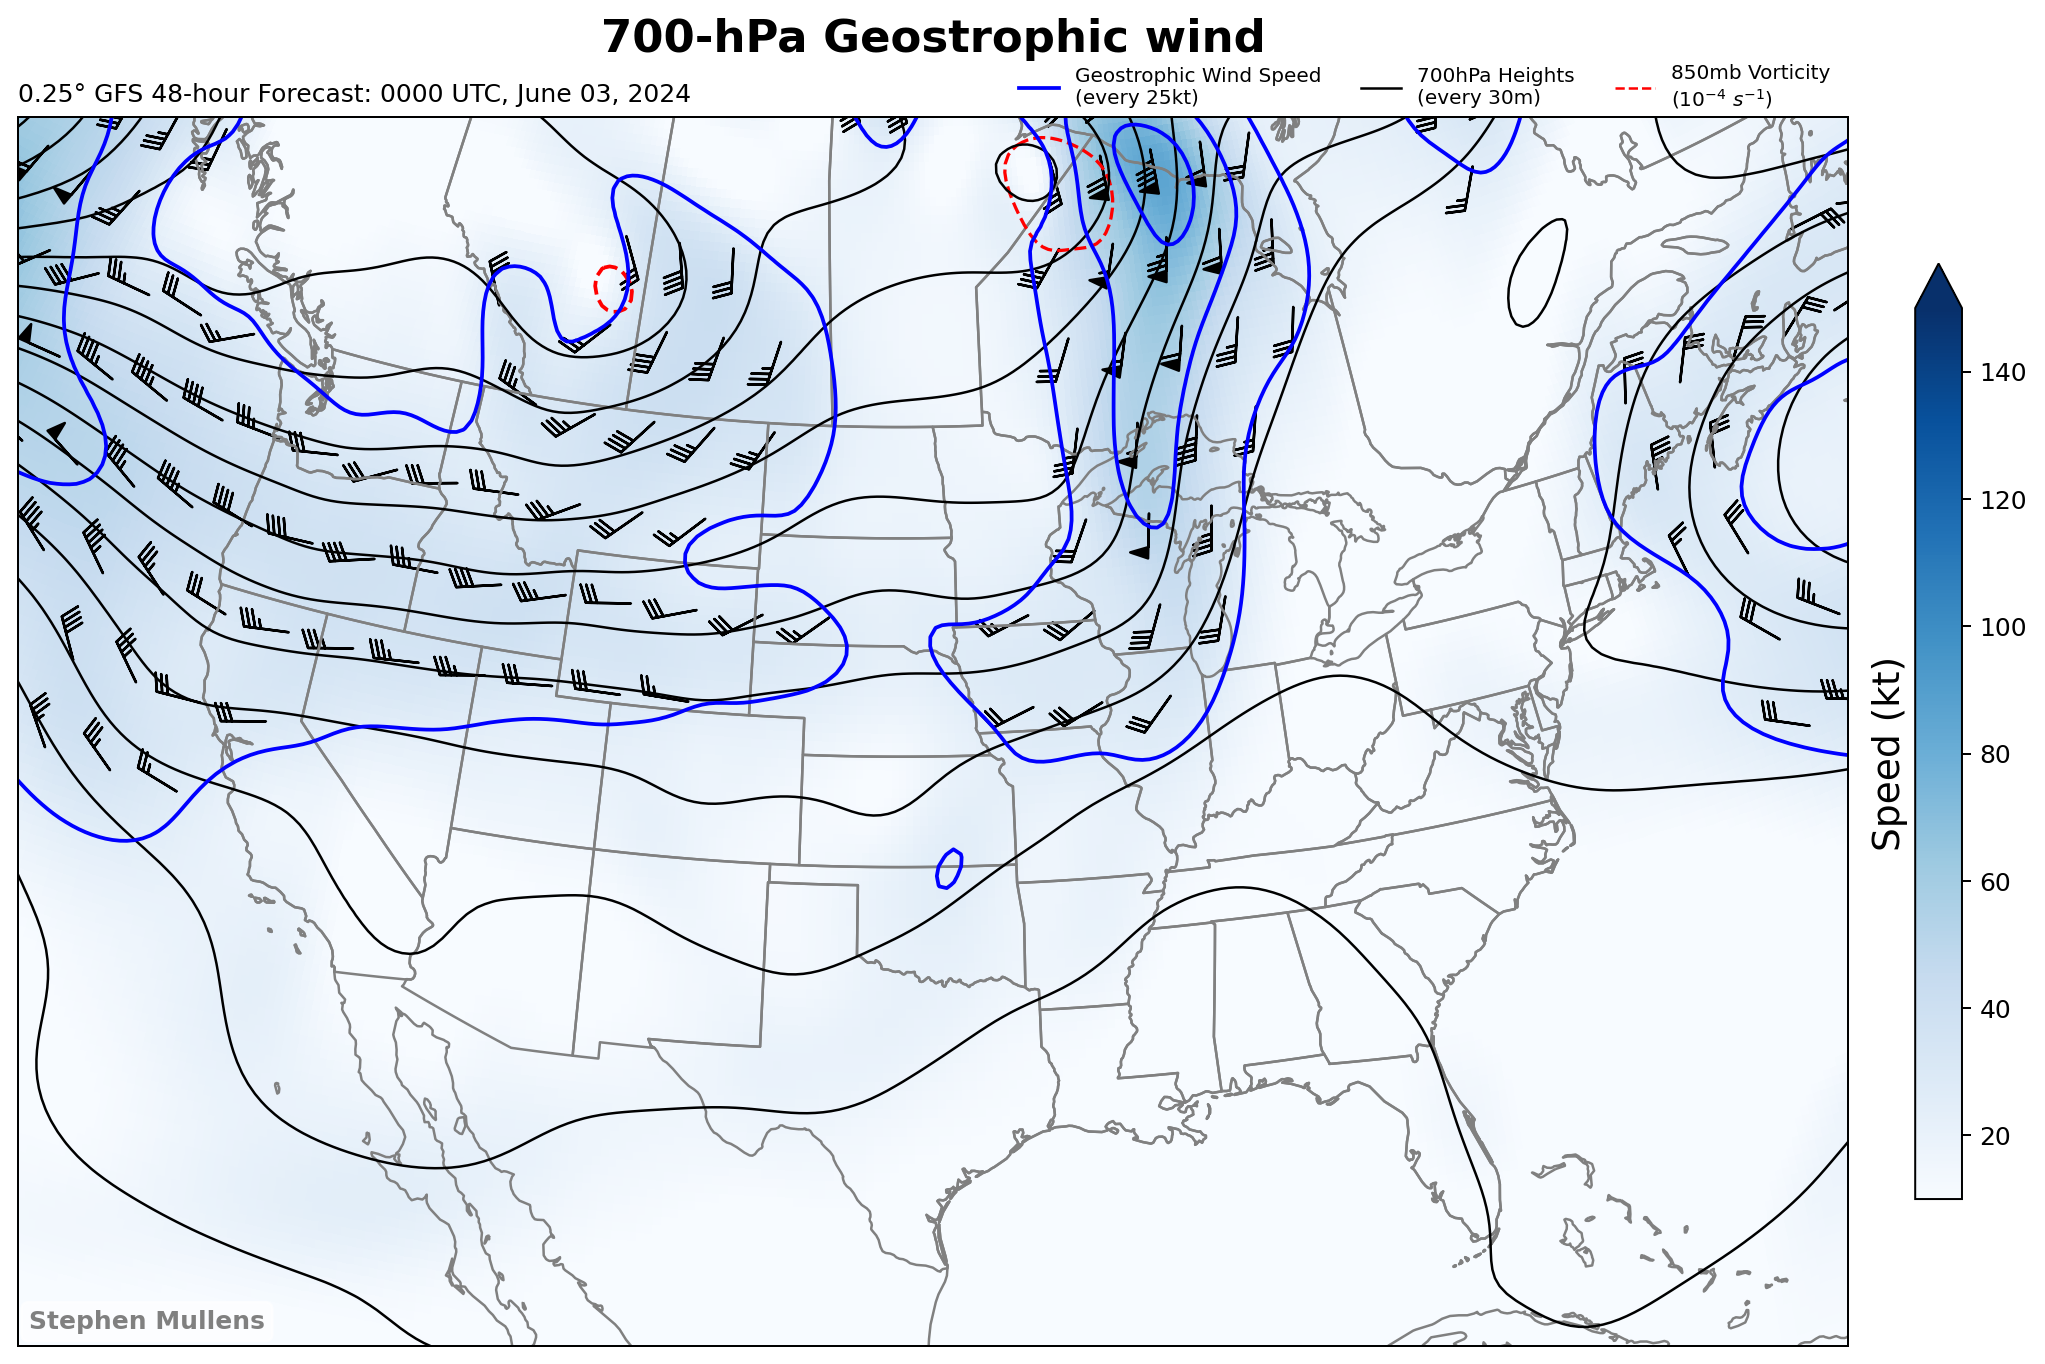 700-hPa Geostrophic wind
0.25° GFS 48-hour Forecast: 0000 UTC, June 03, 2024
Geostrophic Wind Speed
(every 25kt)
700hPa Heights
(every 30m)
850mb Vorticity
(10⁻⁴ s⁻¹)
140
120
100
80
60
40
20
Speed (kt)
Stephen Mullens